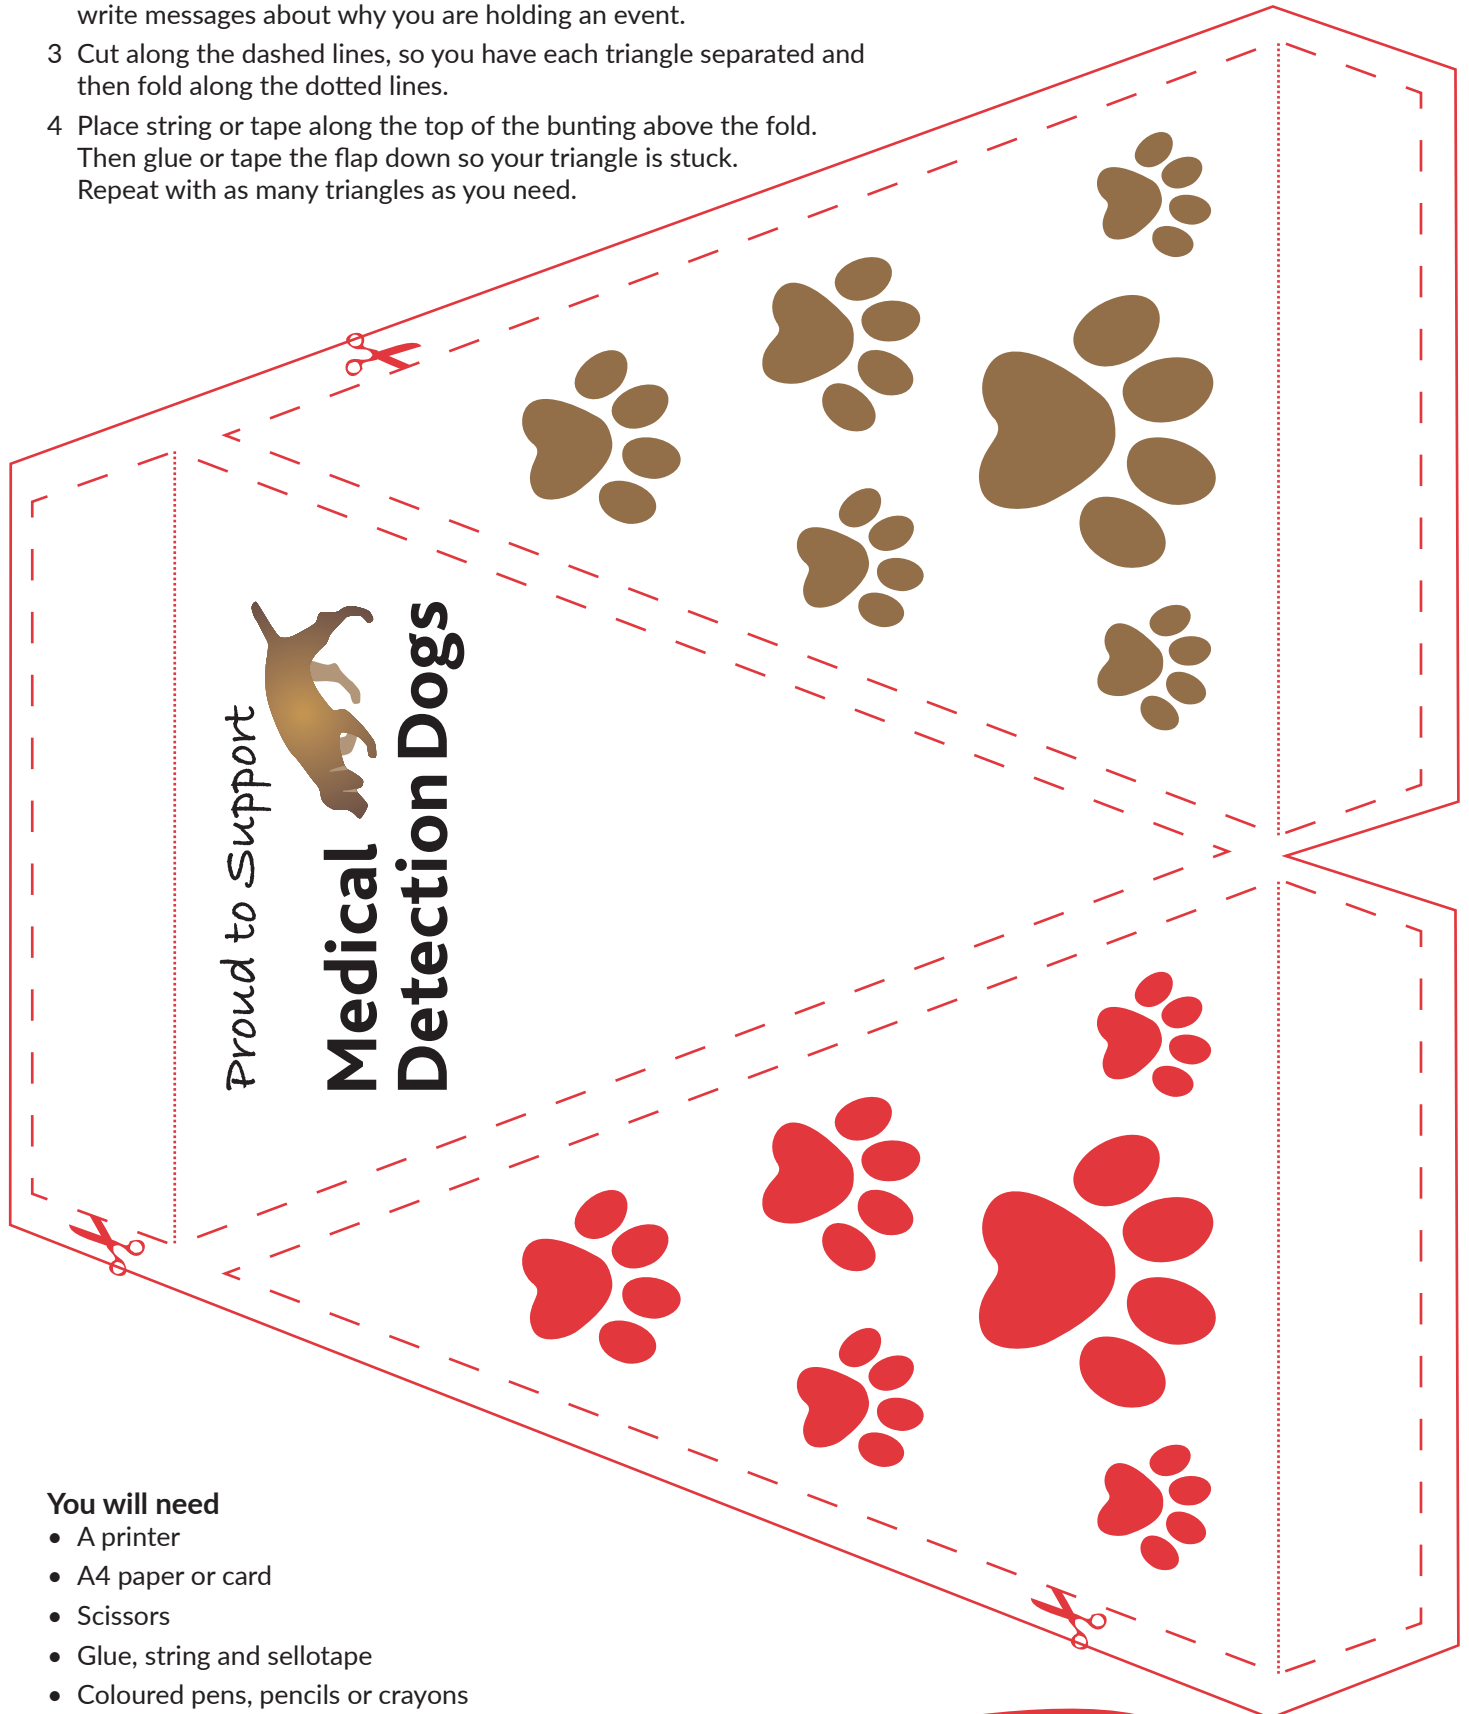 write messages about why you are holding an event.
3 Cut along the dashed lines, so you have each triangle separated and
then fold along the dotted lines.
4 Place string or tape along the top of the bunting above the fold.
Then glue or tape the flap down so your triangle is stuck.
Repeat with as many triangles as you need.
Proud to Support
Medical
Detection Dogs
You will need
• A printer
• A4 paper or card
• Scissors
• Glue, string and sellotape
• Coloured pens, pencils or crayons